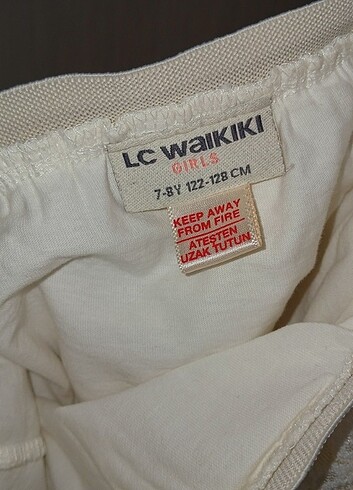 LC WAIKIKI
GIRLS
7-8Y 122-128 CM
KEEP AWAY
FROM FIRE
ATEŞTEN
UZAK TUTUN